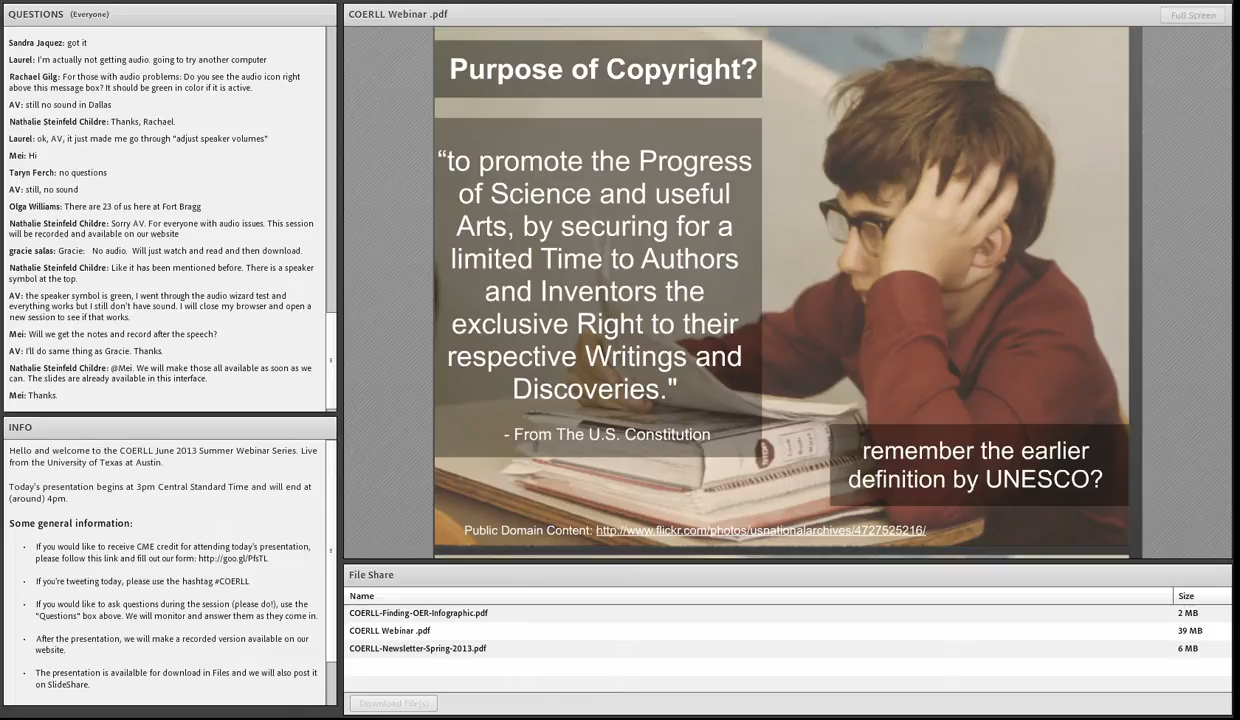 QUESTIONS (Everyone)
Sandra Jaquez: got it
Laurel: I'm actually not getting audio. going to try another computer
Rachael Gilg: For those with audio problems: Do you see the audio icon right
above this message box? It should be green in color if it is active.
AV: still no sound in Dallas
Nathalie Steinfeld Childre: Thanks, Rachael.
Laurel: ok, AV, it just made me go through "adjust speaker volumes"
Mei: Hi
Taryn Ferch: no questions
AV: still, no sound
Olga Williams: There are 23 of us here at Fort Bragg
Nathalie Steinfeld Childre: Sorry AV. For everyone with audio issues. This session
will be recorded and available on our website
gracie salas: Gracie: No audio. Will just watch and read and then download.
Nathalie Steinfeld Childre: Like it has been mentioned before. There is a speaker
symbol at the top.
AV: the speaker symbol is green, I went through the audio wizard test and
everything works but I still don't have sound. I will close my browser and open a
new session to see if that works.
Mei: Will we get the notes and record after the speech?
AV: I'll do same thing as Gracie. Thanks.
Nathalie Steinfeld Childre: @Mei. We will make those all available as soon as we
can. The slides are already available in this interface.
Mei: Thanks.
INFO
Hello and welcome to the COERLL June 2013 Summer Webinar Series. Live
from the University of Texas at Austin.
Today's presentation begins at 3pm Central Standard Time and will end at
(around) 4pm.
Some general information:
• If you would like to receive CME credit for attending today's presentation,
please follow this link and fill out our form: http://goo.gl/PfsTL
• If you're tweeting today, please use the hashtag #COERLL
• If you would like to ask questions during the session (please do!), use the
"Questions" box above. We will monitor and answer them as they come in.
• After the presentation, we will make a recorded version available on our
website.
• The presentation is available for download in Files and we will also post it
on SlideShare.
COERLL Webinar .pdf
Full Screen
Purpose of Copyright?
“to promote the Progress
of Science and useful
Arts, by securing for a
limited Time to Authors
and Inventors the
exclusive Right to their
respective Writings and
Discoveries."
- From The U.S. Constitution
remember the earlier
definition by UNESCO?
Public Domain Content: http://www.flickr.com/photos/usnationalarchives/4727525216/
File Share
Name Size
COERLL-Finding-OER-Infographic.pdf 2 MB
COERLL Webinar .pdf 39 MB
COERLL-Newsletter-Spring-2013.pdf 6 MB
Download File(s)